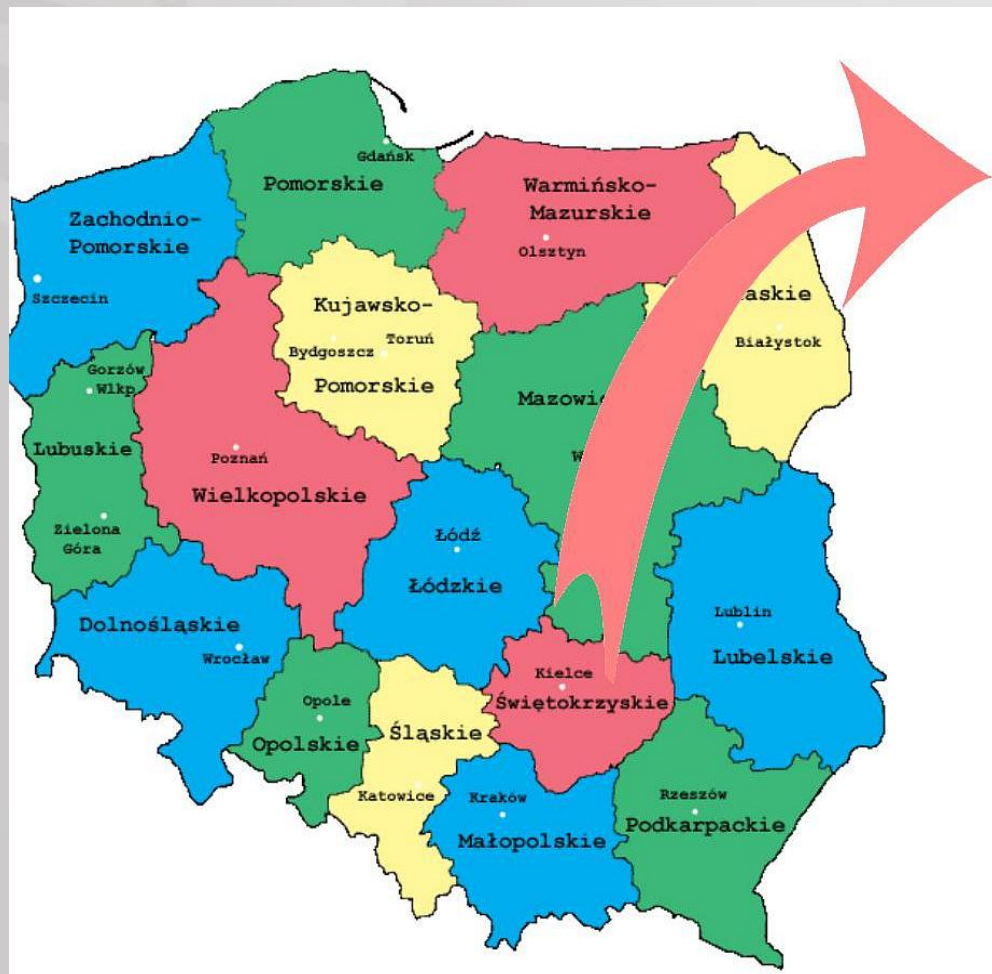 Gdańsk
Pomorskie
Warmińsko-
Mazurskie
Olsztyn
Zachodnio-
Pomorskie
Szczecin
Kujawsko-
Toruń
Bydgoszcz
Pomorskie
Białystok
Gorzów
Wlkp
Lubuskie
Zielona
Góra
Poznań
Wielkopolskie
Łódź
Łódzkie
Dolnośląskie
Wrocław
Lublin
Lubelskie
Kielce
Świętokrzyskie
Opole
Opolskie
Śląskie
Katowice
Kraków
Małopolskie
Rzeszów
Podkarpackie